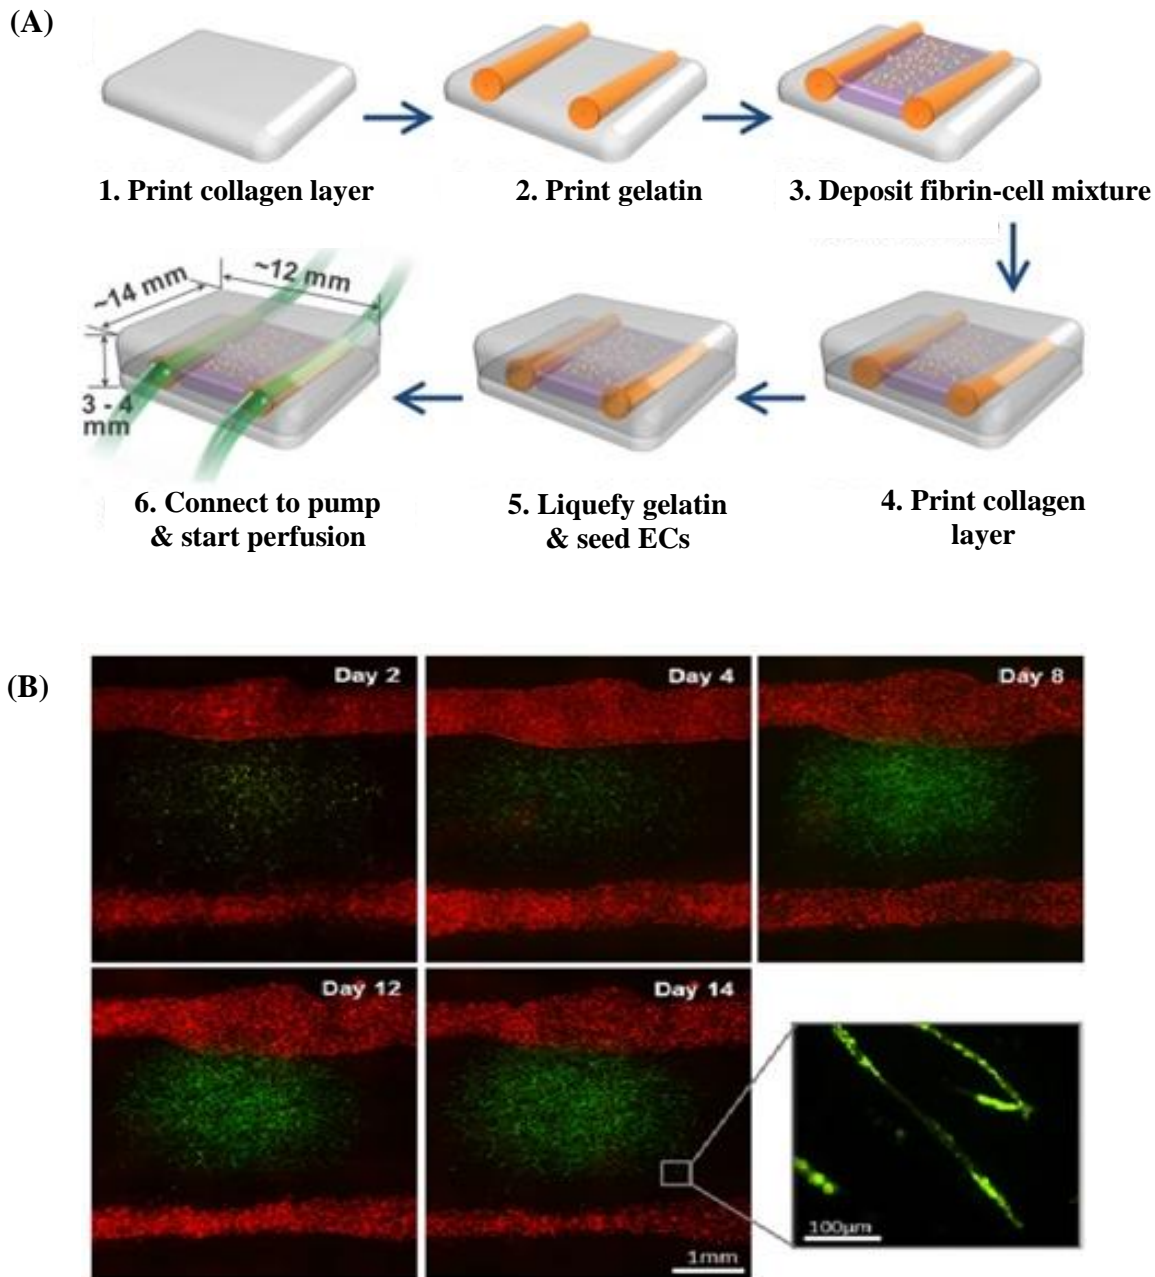 (A)
1. Print collagen layer
2. Print gelatin
3. Deposit fibrin-cell mixture
~14 mm
~12 mm
3 - 4
mm
6. Connect to pump
& start perfusion
5. Liquefy gelatin
& seed ECs
4. Print collagen
layer
(B)
Day 2
Day 4
Day 8
Day 12
Day 14
1mm
100µm